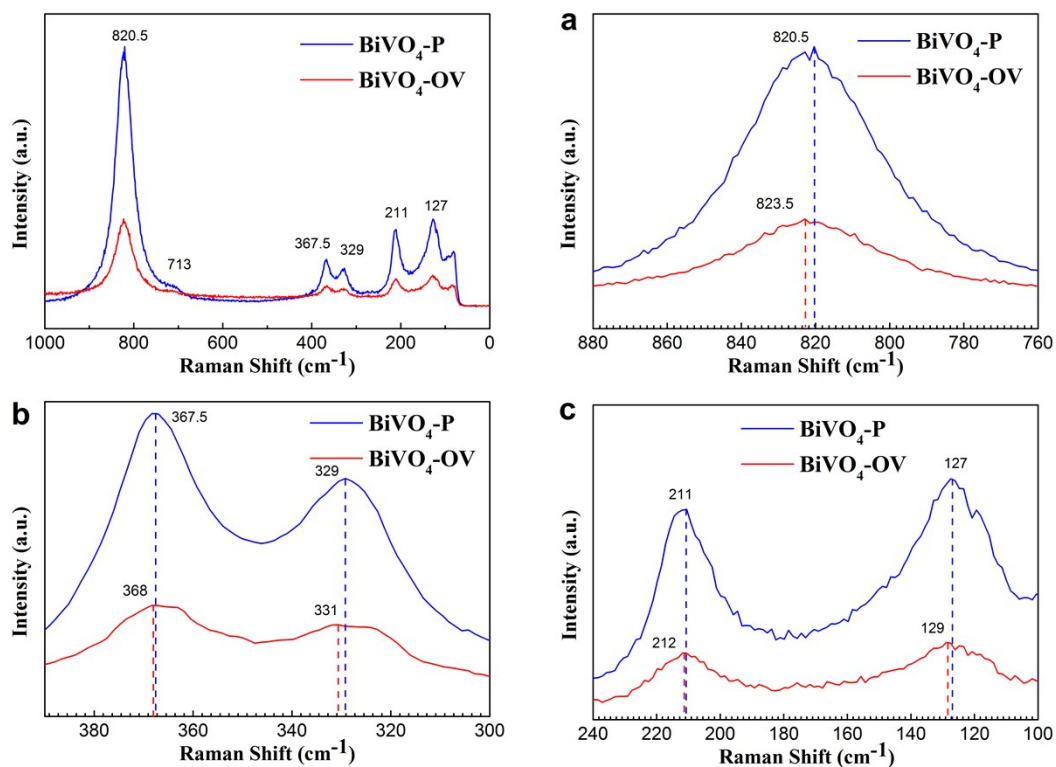 820.5
BiVO₄-P
BiVO₄-OV
713
367.5
329
211
127
Intensity (a.u.)
1000 800 600 400 200 0
Raman Shift (cm⁻¹)
a
820.5
BiVO₄-P
BiVO₄-OV
823.5
Intensity (a.u.)
880 860 840 820 800 780 760
Raman Shift (cm⁻¹)
b
367.5
BiVO₄-P
BiVO₄-OV
329
368
331
Intensity (a.u.)
380 360 340 320 300
Raman Shift (cm⁻¹)
c
BiVO₄-P
BiVO₄-OV
211
127
212
129
Intensity (a.u.)
240 220 200 180 160 140 120 100
Raman Shift (cm⁻¹)